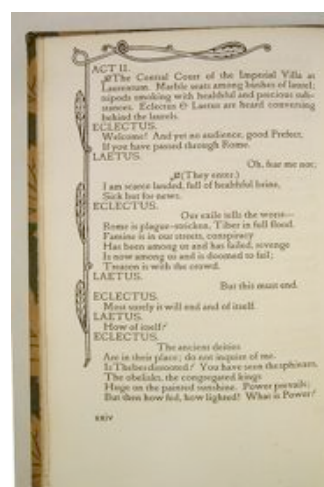 ACT II.
The Central Court of the Imperial Villa at
Laurentum. Marble seats among bushes of laurel;
tripods smoking with healthful and precious sub-
stances. Eclectus & Laetus are heard conversing
behind the laurels.
ECLECTUS.
Welcome! And yet no audience, good Prefect,
If you have passed through Rome.
LAETUS.
Oh, fear me not;
(They enter.)
I am scarce landed, full of healthful brine,
Sick but for news.
ECLECTUS.
Our exile tells the worst—
Rome is plague-stricken, Tiber in full flood,
Famine is in our streets, conspiracy
Has been among us and has failed, revenge
Is now among us and is doomed to fail;
Treason is with the crowd.
LAETUS.
But this must end.
ECLECTUS.
Most surely it will end and of itself.
LAETUS.
How of itself?
ECLECTUS.
The ancient deities
Are in their place; do not inquire of me.
Is Thebes dismoted? You have seen the sphinxes,
The obelisks, the congregated kings
Huge on the painted sunshine. Power prevails;
But then how fed, how lighted? What is Power?
xxiv